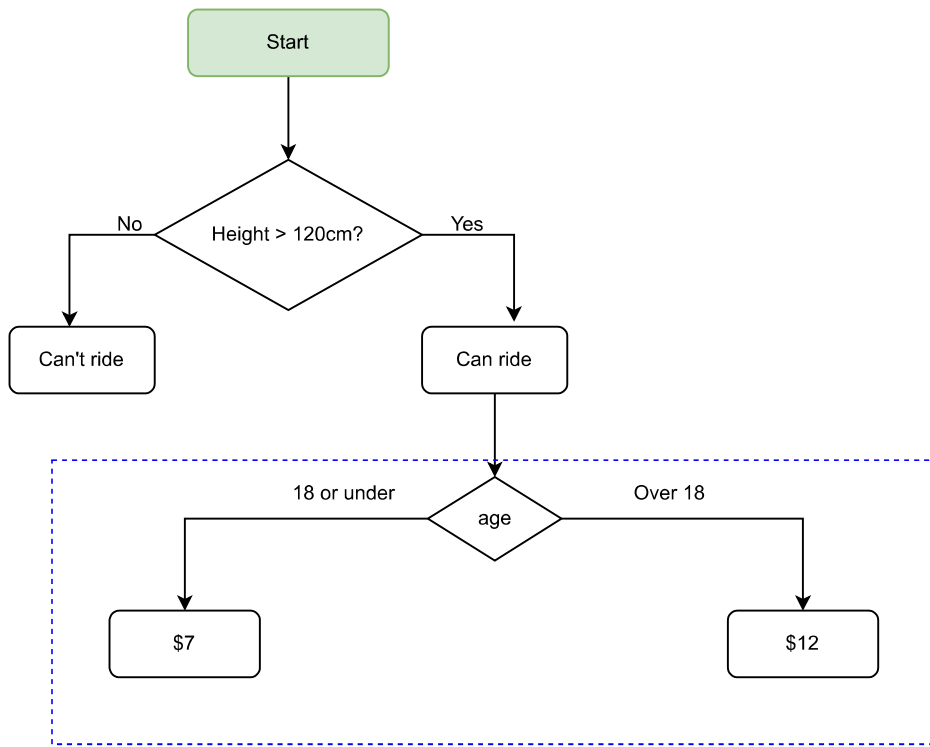 Start
Height > 120cm?
No
Yes
Can't ride
Can ride
age
18 or under
Over 18
$7
$12